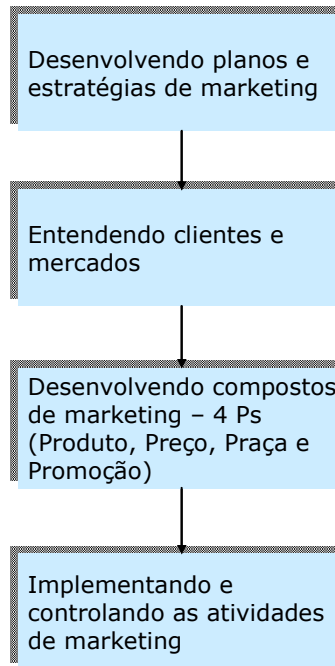 Desenvolvendo planos e
estratégias de marketing
Entendendo clientes e
mercados
Desenvolvendo compostos
de marketing – 4 Ps
(Produto, Preço, Praça e
Promoção)
Implementando e
controlando as atividades
de marketing